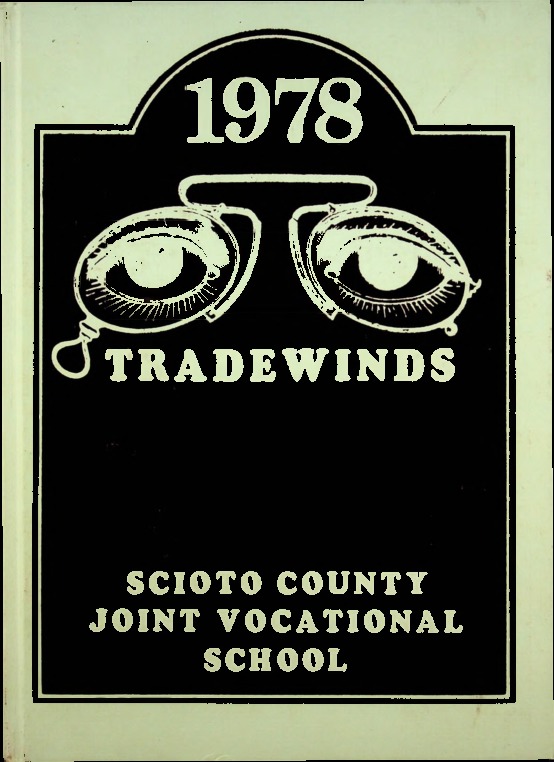 1978
TRADEWINDS
SCIOTO COUNTY
JOINT VOCATIONAL
SCHOOL